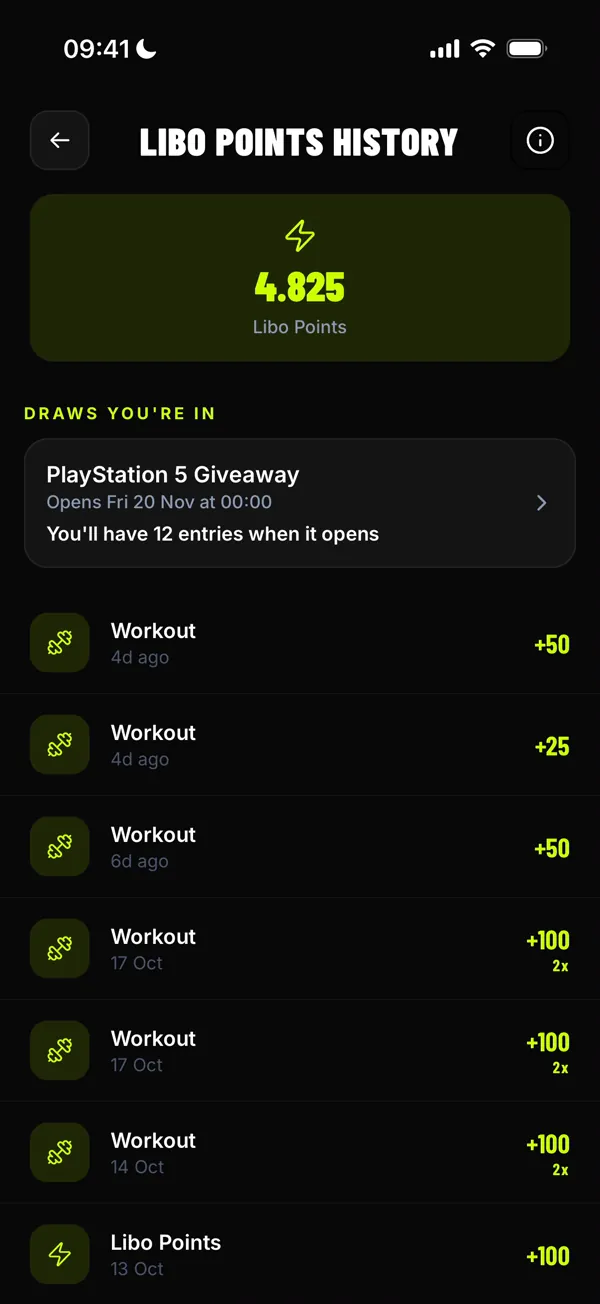 09:41
LIBO POINTS HISTORY
4.825
Libo Points
DRAWS YOU'RE IN
PlayStation 5 Giveaway
Opens Fri 20 Nov at 00:00
You'll have 12 entries when it opens
Workout
+50
4d ago
Workout
+25
4d ago
Workout
+50
6d ago
Workout
+100
17 Oct
2x
Workout
+100
17 Oct
2x
Workout
+100
14 Oct
2x
Libo Points
+100
13 Oct